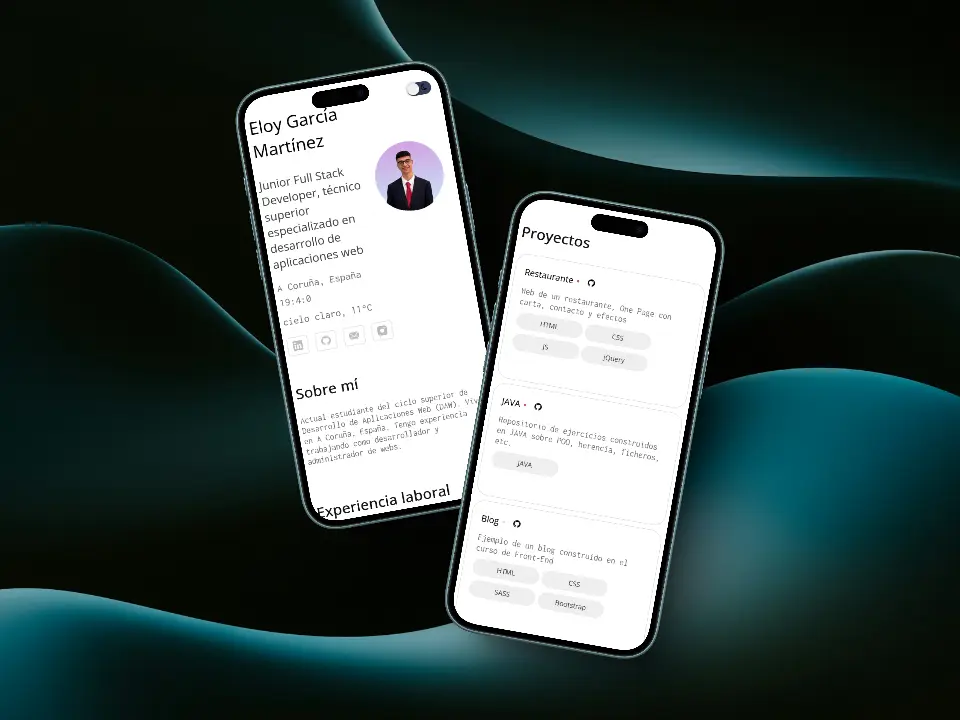 Eloy García
Martínez
Junior Full Stack
Developer, técnico
superior
especializado en
desarrollo de
aplicaciones web
A Coruña, España
19:4:0
cielo claro, 11°C
Sobre mí
Actual estudiante del ciclo superior de
Desarrollo de Aplicaciones Web (DAW). Viv
en A Coruña, España. Tengo experiencia
trabajando como desarrollador y
administrador de webs.
Experiencia laboral
Proyectos
Restaurante •
Web de un restaurante, One Page con
carta, contacto y efectos
HTML
CSS
JS
jQuery
JAVA •
Repositorio de ejercicios construidos
en JAVA sobre POO, herencia, ficheros,
etc.
JAVA
Blog
Ejemplo de un blog construido en el
curso de Front-End
HTML
CSS
SASS
Bootstrap